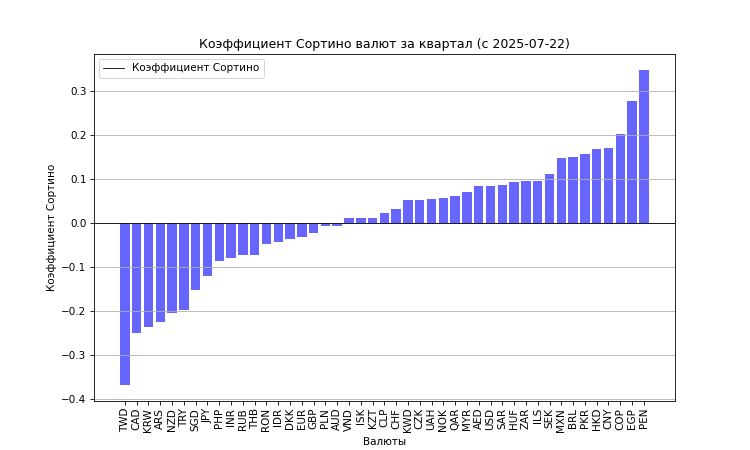 Коэффициент Сортино валют за квартал (с 2025-07-22)
Коэффициент Сортино
Коэффициент Сортино
0.3
0.2
0.1
0.0
−0.1
−0.2
−0.3
−0.4
TWD
CAD
KRW
ARS
NZD
TRY
SGD
JPY
PHP
INR
RUB
THB
RON
IDR
DKK
EUR
GBP
PLN
AUD
VND
ISK
KZT
CLP
CHF
KWD
CZK
UAH
NOK
QAR
MYR
AED
USD
SAR
HUF
ZAR
ILS
SEK
MXN
BRL
PKR
HKD
CNY
COP
EGP
PEN
Валюты